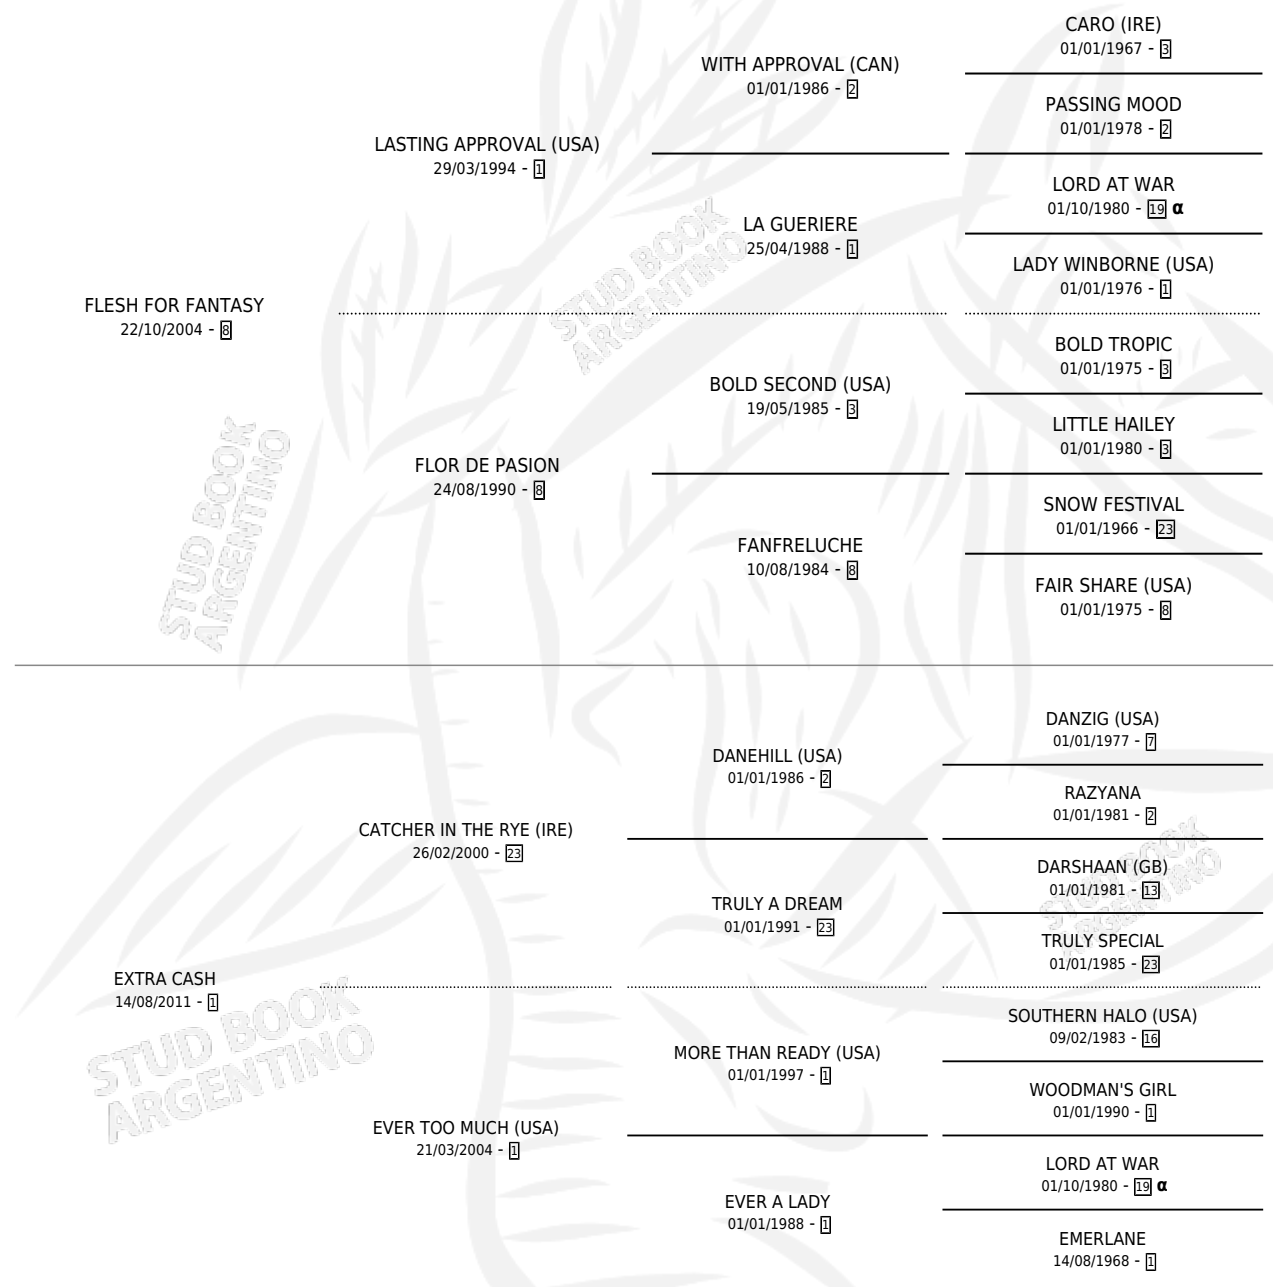 CARO (IRE)
01/01/1967 - 3
WITH APPROVAL (CAN)
01/01/1986 - 2
PASSING MOOD
01/01/1978 - 2
LASTING APPROVAL (USA)
29/03/1994 - 1
LORD AT WAR
01/10/1980 - 19 α
LA GUERIERE
25/04/1988 - 1
LADY WINBORNE (USA)
01/01/1976 - 1
FLESH FOR FANTASY
22/10/2004 - 8
BOLD TROPIC
01/01/1975 - 3
BOLD SECOND (USA)
19/05/1985 - 3
LITTLE HAILEY
01/01/1980 - 3
FLOR DE PASION
24/08/1990 - 8
SNOW FESTIVAL
01/01/1966 - 23
FANFRELUCHE
10/08/1984 - 8
FAIR SHARE (USA)
01/01/1975 - 8
STUD BOOK
ARGENTINO
STUD BOOK
ARGENTINO
DANZIG (USA)
01/01/1977 - 7
DANEHILL (USA)
01/01/1986 - 2
RAZYANA
01/01/1981 - 2
CATCHER IN THE RYE (IRE)
26/02/2000 - 23
DARSHAAN (GB)
01/01/1981 - 13
TRULY A DREAM
01/01/1991 - 23
TRULY SPECIAL
01/01/1985 - 23
EXTRA CASH
14/08/2011 - 1
SOUTHERN HALO (USA)
09/02/1983 - 16
MORE THAN READY (USA)
01/01/1997 - 1
WOODMAN'S GIRL
01/01/1990 - 1
EVER TOO MUCH (USA)
21/03/2004 - 1
LORD AT WAR
01/10/1980 - 19 α
EVER A LADY
01/01/1988 - 1
EMERLANE
14/08/1968 - 1
STUD BOOK
ARGENTINO
STUD BOOK
ARGENTINO